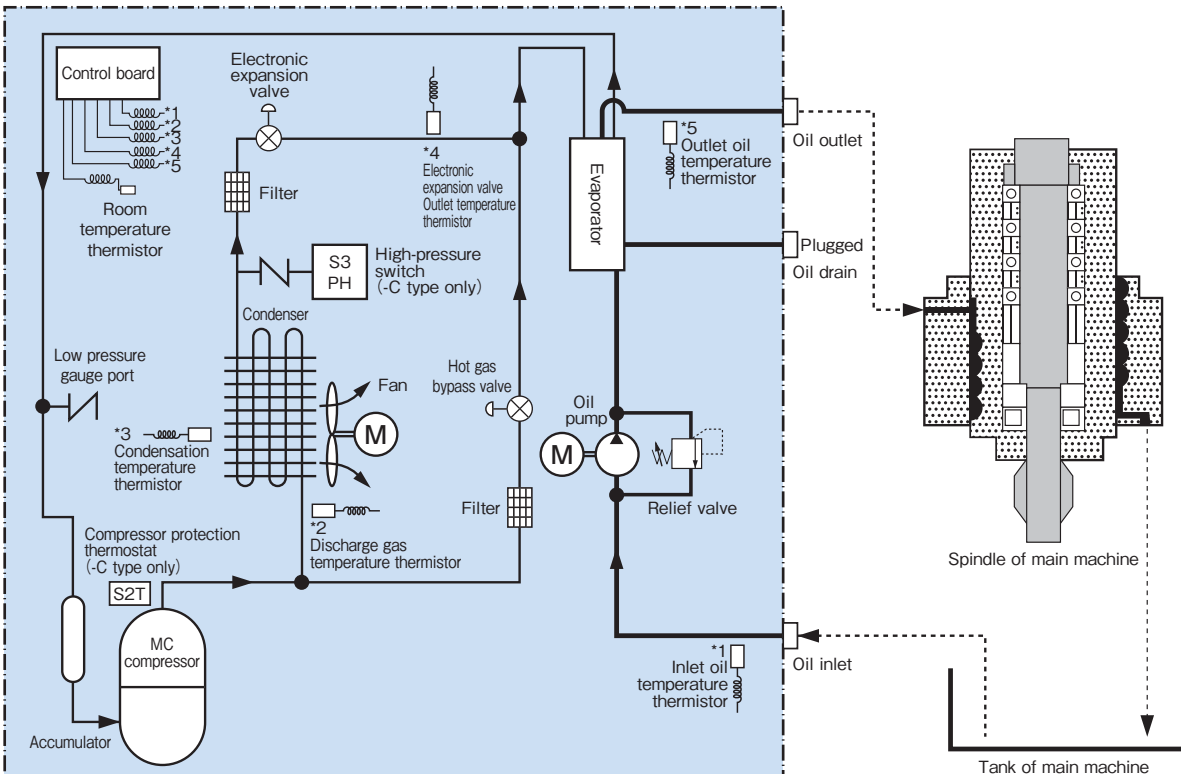 Control board
*1
*2
*3
*4
*5
Room
temperature
thermistor
Electronic
expansion
valve
Filter
*4
Electronic
expansion valve
Outlet temperature
thermistor
Evaporator
*5
Outlet oil
temperature
thermistor
Oil outlet
Plugged
Oil drain
S3
PH
High-pressure
switch
(-C type only)
Condenser
Low pressure
gauge port
Fan
M
Hot gas
bypass valve
Oil
pump
M
*3
Condensation
temperature
thermistor
Filter
Relief valve
*2
Discharge gas
temperature thermistor
Compressor protection
thermostat
(-C type only)
S2T
MC
compressor
Accumulator
*1
Inlet oil
temperature
thermistor
Oil inlet
Spindle of main machine
Tank of main machine